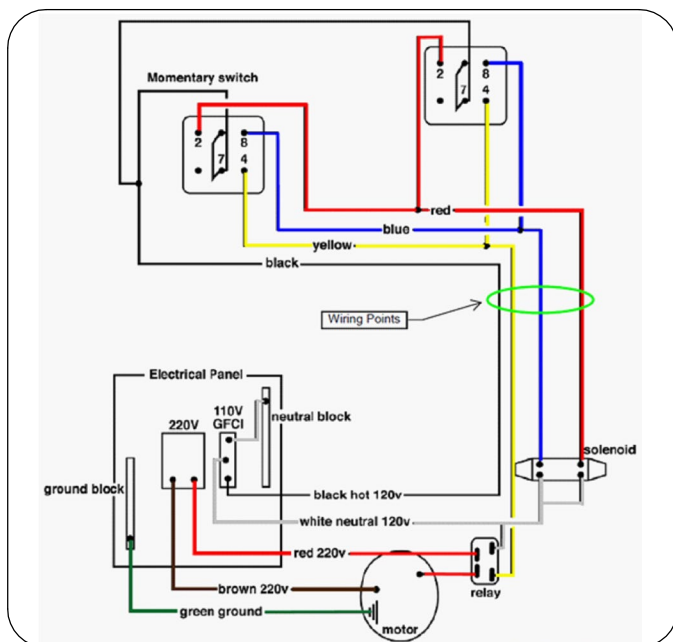 Momentary switch
2
8
7
4
2
8
7
4
red
blue
yellow
black
Wiring Points
Electrical Panel
110V
GFCI
neutral block
220V
solenoid
ground block
black hot 120v
white neutral 120v
red 220v
brown 220v
relay
green ground
motor